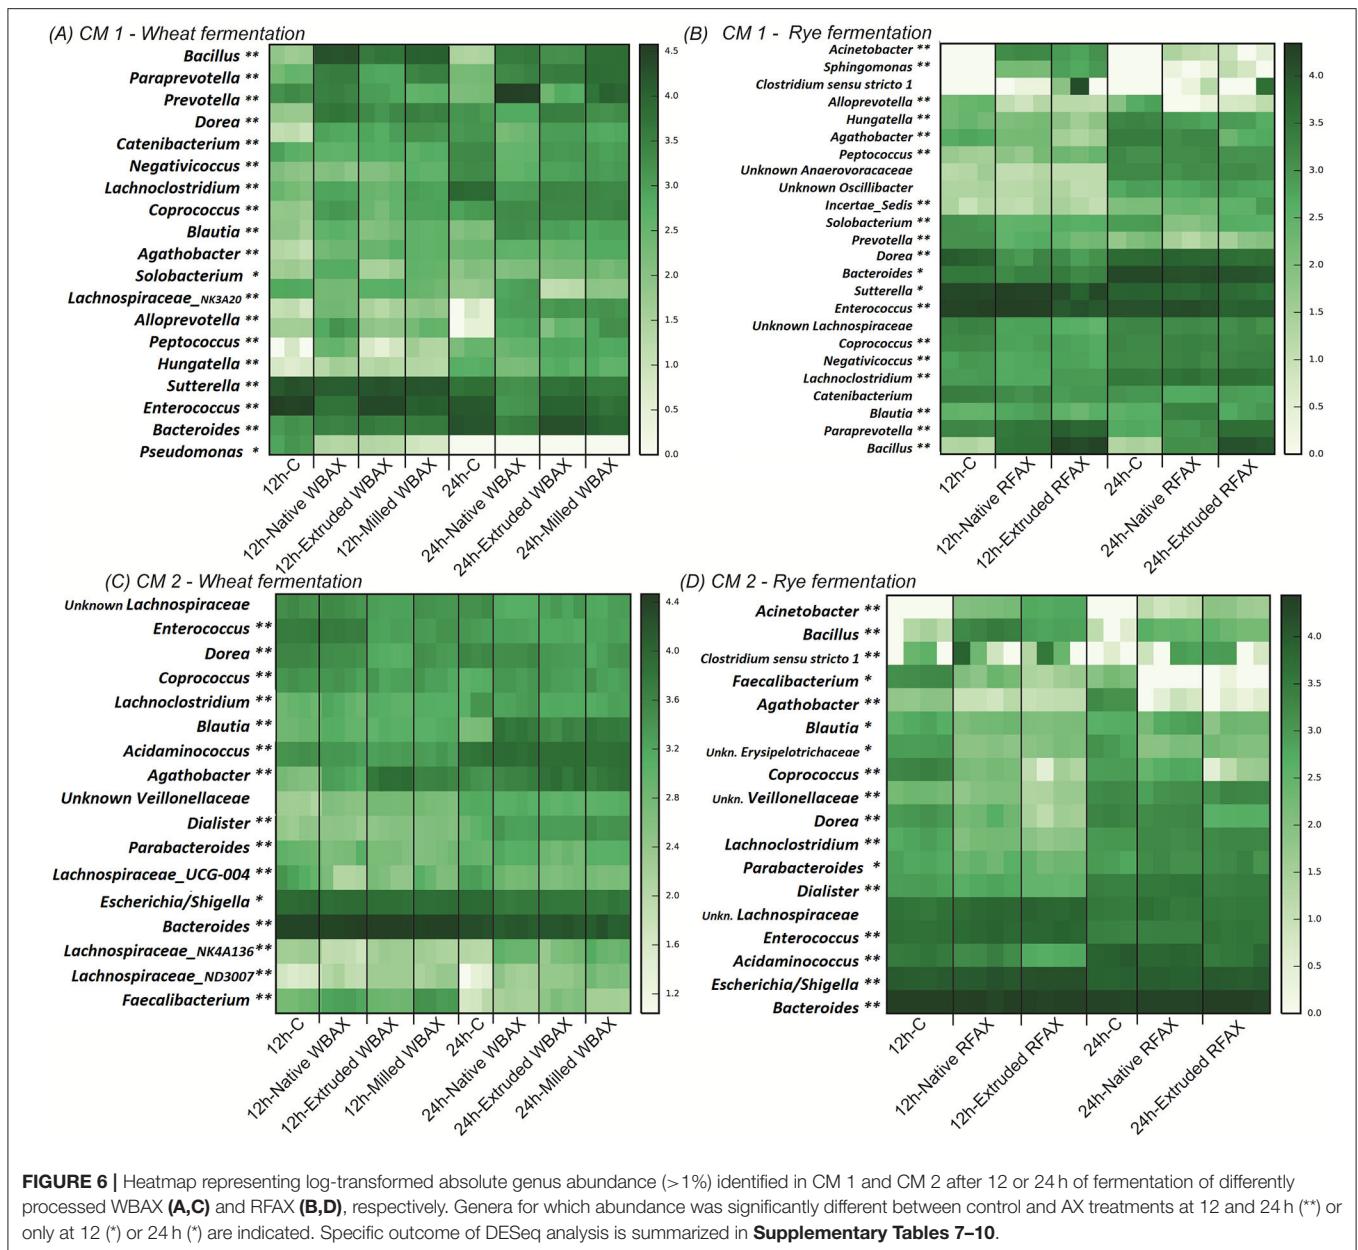 (A) CM 1 - Wheat fermentation
Bacillus **
Paraprevotella **
Prevotella **
Dorea **
Catenibacterium **
Negativicoccus **
Lachnoclostridium **
Coprococcus **
Blautia **
Agathobacter **
Solobacterium *
Lachnospiraceae_NK3A20 **
Alloprevotella **
Peptococcus **
Hungatella **
Sutterella **
Enterococcus **
Bacteroides **
Pseudomonas *
4.5
4.0
3.5
3.0
2.5
2.0
1.5
1.0
0.5
0.0
12h-C
12h-Native WBAX
12h-Extruded WBAX
12h-Milled WBAX
24h-C
24h-Native WBAX
24h-Extruded WBAX
24h-Milled WBAX
(B) CM 1 - Rye fermentation
Acinetobacter **
Sphingomonas **
Clostridium sensu stricto 1
Alloprevotella **
Hungatella **
Agathobacter **
Peptococcus **
Unknown Anaerovoracaceae
Unknown Oscillibacter
Incertae_Sedis **
Solobacterium **
Prevotella **
Dorea **
Bacteroides *
Sutterella *
Enterococcus **
Unknown Lachnospiraceae
Coprococcus **
Negativicoccus **
Lachnoclostridium **
Catenibacterium
Blautia **
Paraprevotella **
Bacillus **
4.0
3.5
3.0
2.5
2.0
1.5
1.0
0.5
0.0
12h-C
12h-Native RFAX
12h-Extruded RFAX
24h-C
24h-Native RFAX
24h-Extruded RFAX
(C) CM 2 - Wheat fermentation
Unknown Lachnospiraceae
Enterococcus **
Dorea **
Coprococcus **
Lachnoclostridium **
Blautia **
Acidaminococcus **
Agathobacter **
Unknown Veillonellaceae
Dialister **
Parabacteroides **
Lachnospiraceae_UCG-004 **
Escherichia/Shigella *
Bacteroides **
Lachnospiraceae_NK4A136 **
Lachnospiraceae_ND3007 **
Faecalibacterium **
4.4
4.0
3.6
3.2
2.8
2.4
2.0
1.6
1.2
12h-C
12h-Native WBAX
12h-Extruded WBAX
12h-Milled WBAX
24h-C
24h-Native WBAX
24h-Extruded WBAX
24h-Milled WBAX
(D) CM 2 - Rye fermentation
Acinetobacter **
Bacillus **
Clostridium sensu stricto 1 **
Faecalibacterium *
Agathobacter **
Blautia *
Unkn. Erysipelotrichaceae *
Coprococcus **
Unkn. Veillonellaceae **
Dorea **
Lachnoclostridium **
Parabacteroides *
Dialister **
Unkn. Lachnospiraceae
Enterococcus **
Acidaminococcus **
Escherichia/Shigella **
Bacteroides **
4.0
3.5
3.0
2.5
2.0
1.5
1.0
0.5
0.0
12h-C
12h-Native RFAX
12h-Extruded RFAX
24h-C
24h-Native RFAX
24h-Extruded RFAX
FIGURE 6 | Heatmap representing log-transformed absolute genus abundance (>1%) identified in CM 1 and CM 2 after 12 or 24 h of fermentation of differently
processed WBAX (A,C) and RFAX (B,D), respectively. Genera for which abundance was significantly different between control and AX treatments at 12 and 24 h (**) or
only at 12 (*) or 24 h (*) are indicated. Specific outcome of DESeq analysis is summarized in Supplementary Tables 7–10.